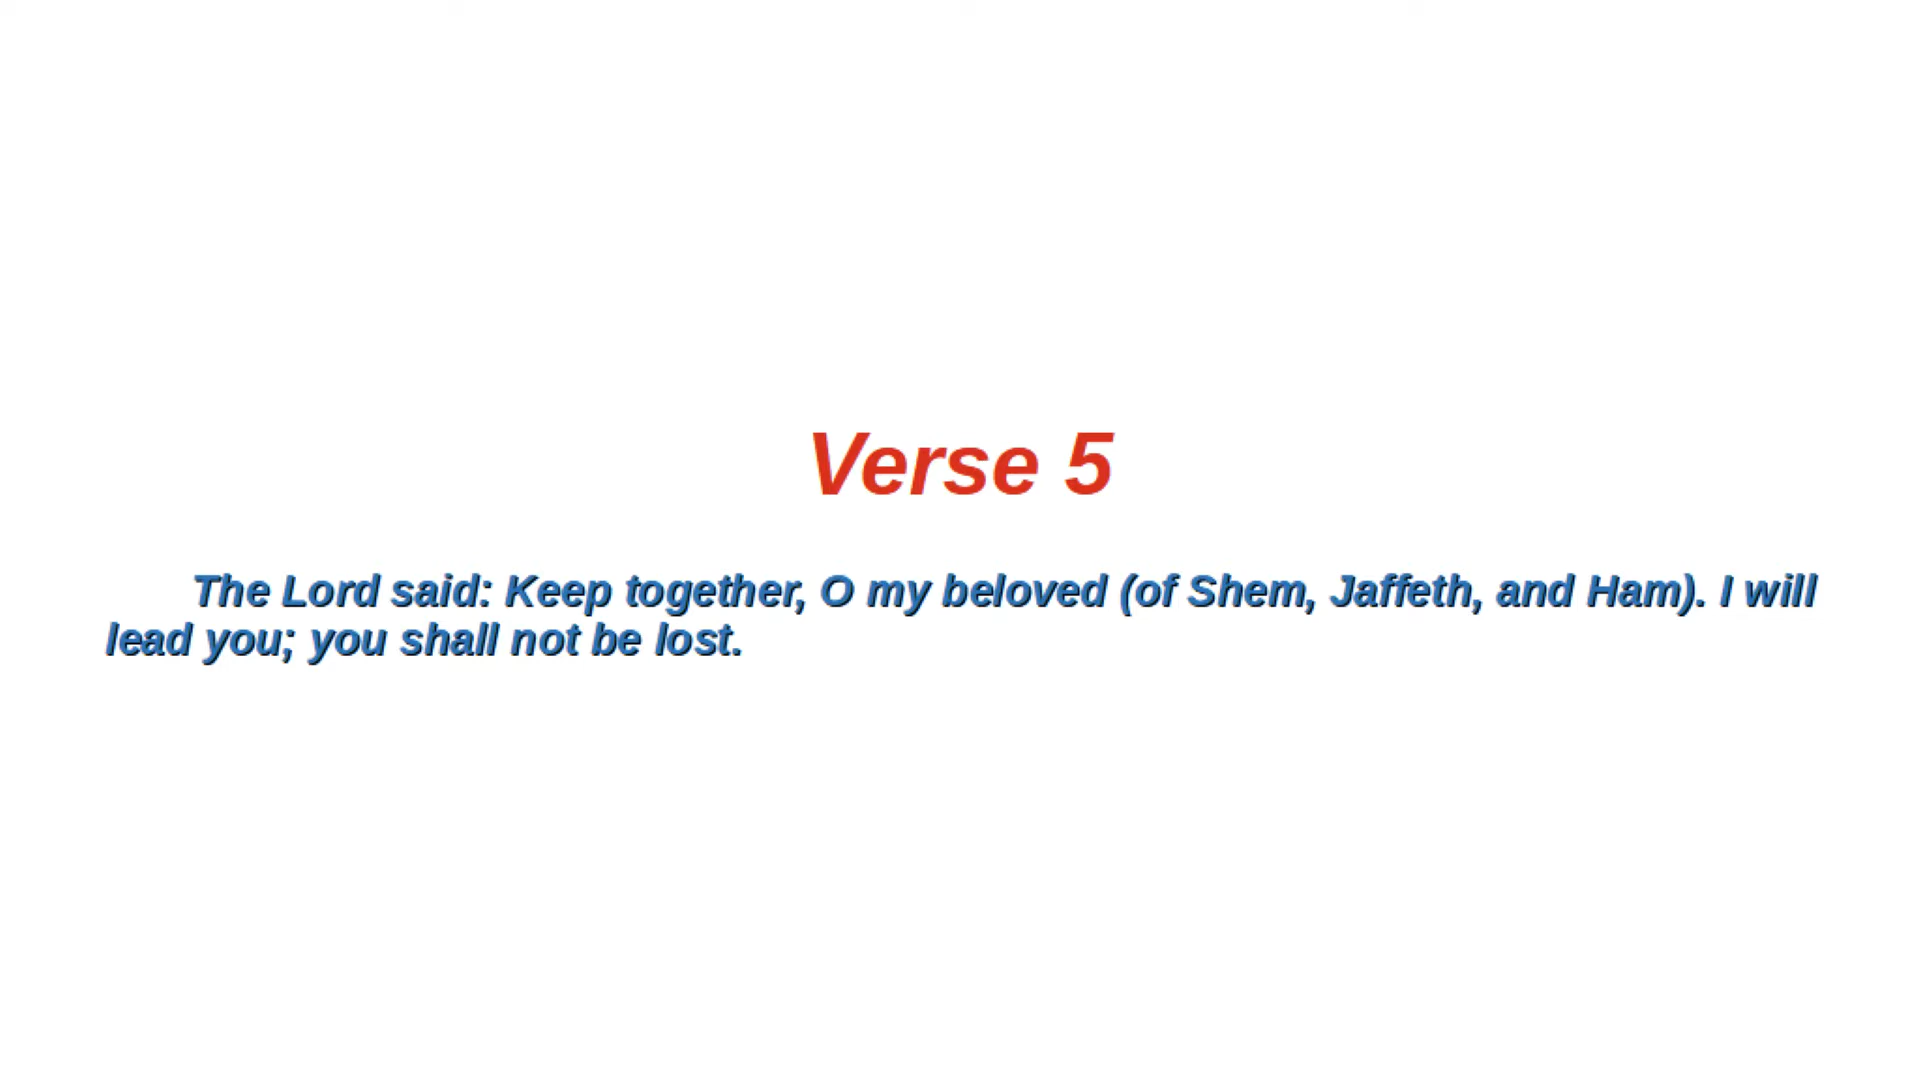 Verse 5
The Lord said: Keep together, O my beloved (of Shem, Jaffeth, and Ham). I will
lead you; you shall not be lost.